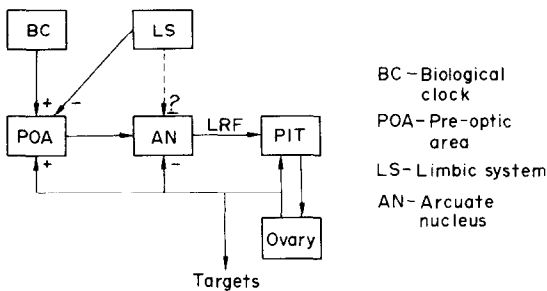 BC
LS
+
-
?
POA
AN
LRF
PIT
+
-
Ovary
Targets
BC-Biological
clock
POA-Pre-optic
area
LS-Limbic system
AN-Arcuate
nucleus